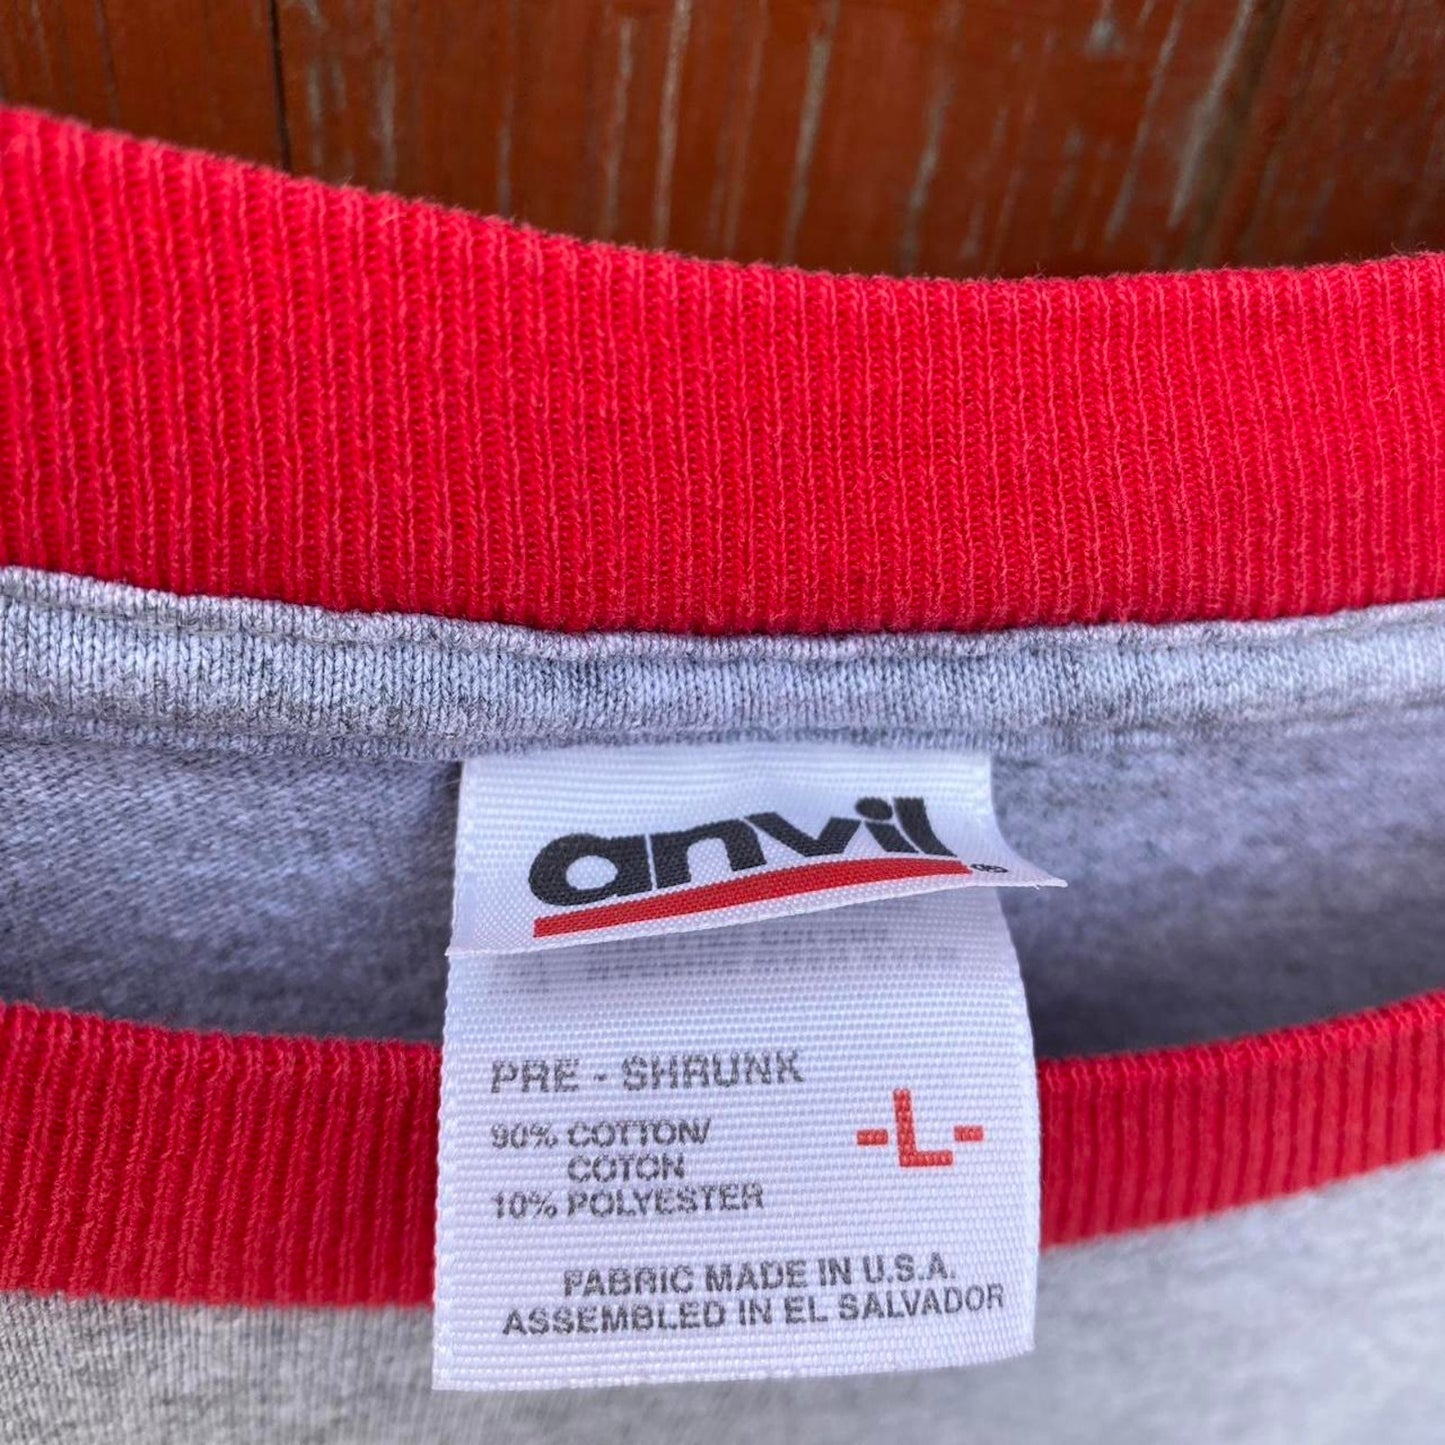 anvil®
PRE - SHRUNK
90% COTTON/
COTON
10% POLYESTER
-L-
FABRIC MADE IN U.S.A.
ASSEMBLED IN EL SALVADOR